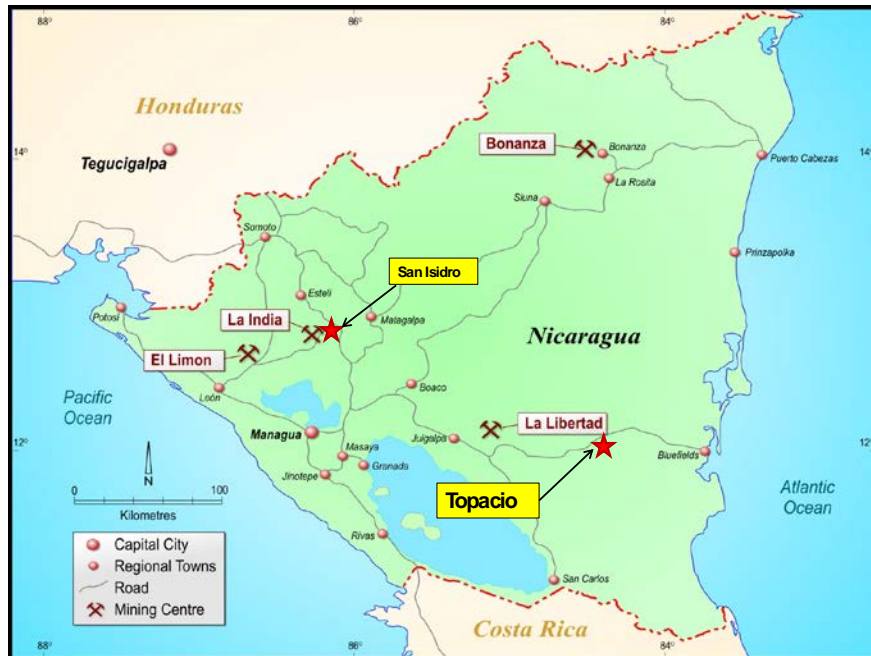 88°
86°
84°
Honduras
Tegucigalpa
14°
14°
Bonanza
Bonanza
La Rosita
Puerto Cabezas
Siuna
Somoto
San Isidro
Prinzapolka
Esteli
La India
Matagalpa
Potosi
Nicaragua
El Limon
León
Boaco
Pacific
Ocean
La Libertad
Managua
Juigalpa
12°
12°
Masaya
Granada
Bluefields
Jinotepe
N
Topacio
Atlantic
Ocean
0
100
Kilometres
Rivas
Capital City
Regional Towns
Road
Mining Centre
San Carlos
Costa Rica
88°
86°
84°